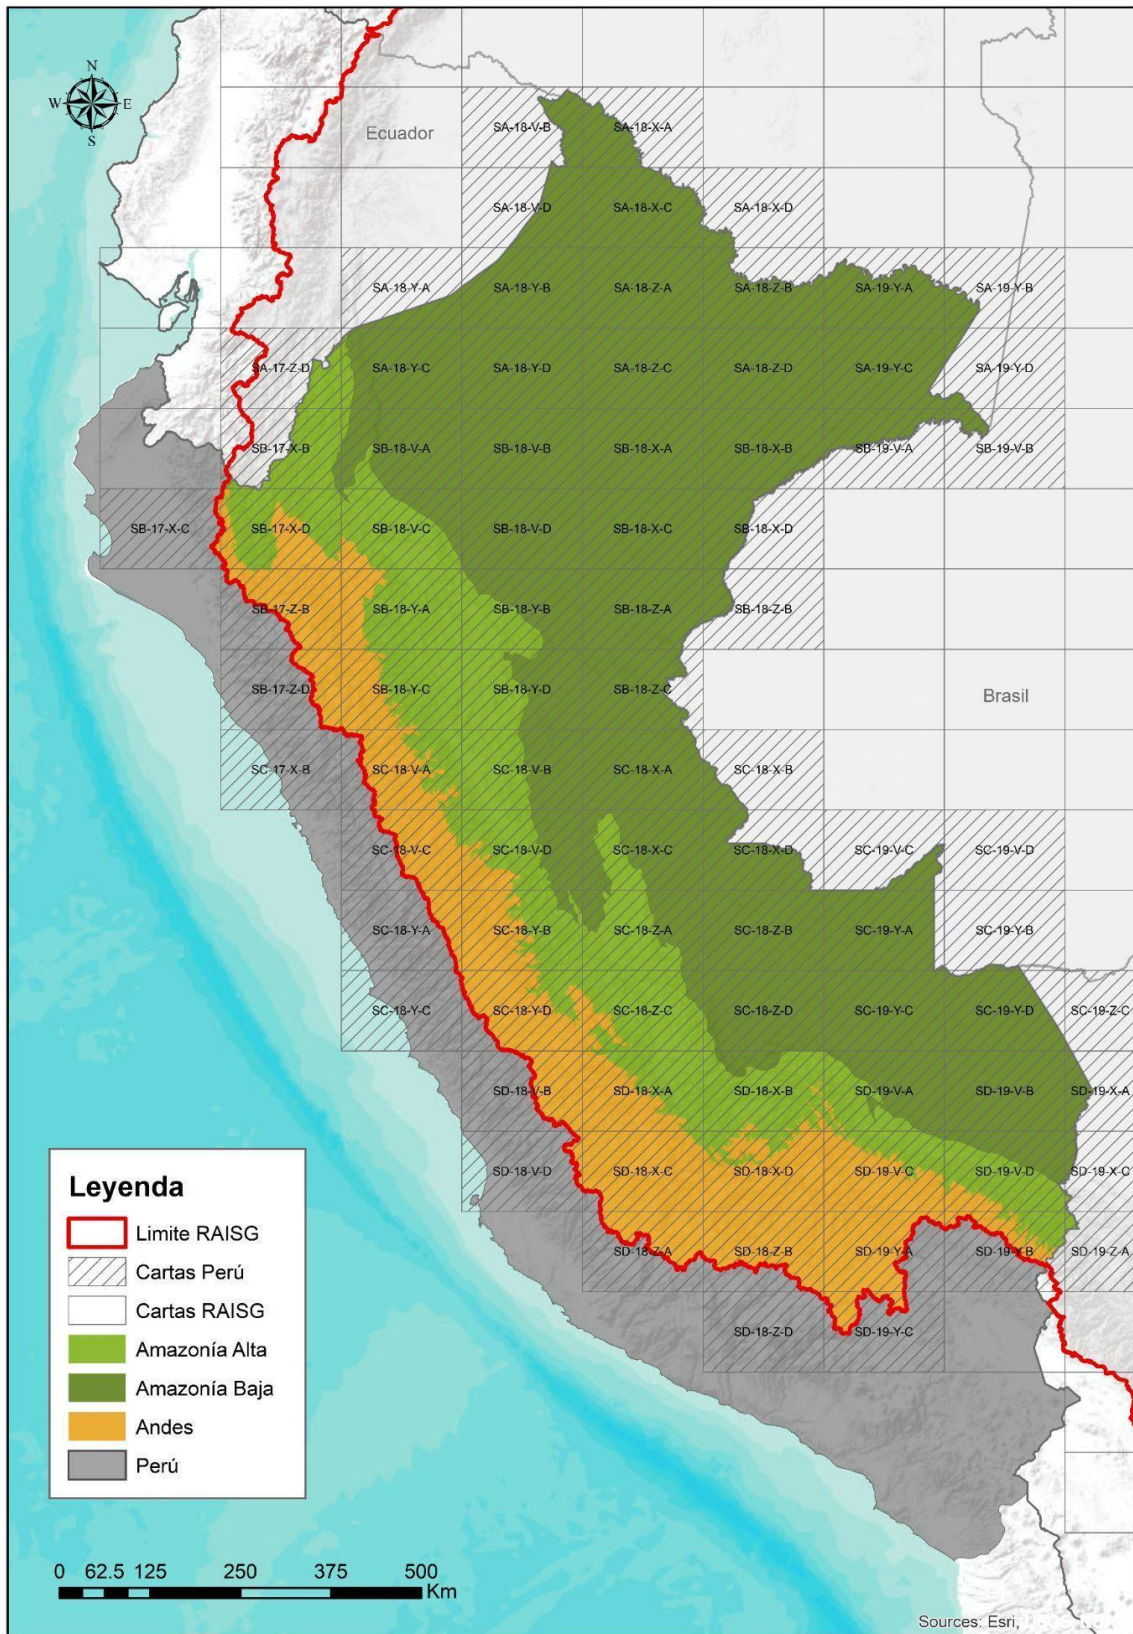 N
W E
S
Ecuador
SA-18-V-B SA-18-X-A
SA-18-V-D SA-18-X-C SA-18-X-D
SA-18-Y-A SA-18-Y-B SA-18-Z-A SA-18-Z-B SA-19-Y-A SA-19-Y-B
SA-17-Z-D SA-18-Y-C SA-18-Y-D SA-18-Z-C SA-18-Z-D SA-19-Y-C SA-19-Y-D
SB-17-X-B SB-18-V-A SB-18-V-B SB-18-X-A SB-18-X-B SB-19-V-A SB-19-V-B
SB-17-X-C SB-17-X-D SB-18-V-C SB-18-V-D SB-18-X-C SB-18-X-D
SB-17-Z-B SB-18-Y-A SB-18-Y-B SB-18-Z-A SB-18-Z-B
SB-17-Z-D SB-18-Y-C SB-18-Y-D SB-18-Z-C Brasil
SC-17-X-B SC-18-V-A SC-18-V-B SC-18-X-A SC-18-X-B
SC-18-V-C SC-18-V-D SC-18-X-C SC-18-X-D SC-19-V-C SC-19-V-D
SC-18-Y-A SC-18-Y-B SC-18-Z-A SC-18-Z-B SC-19-Y-A SC-19-Y-B
SC-18-Y-C SC-18-Y-D SC-18-Z-C SC-18-Z-D SC-19-Y-C SC-19-Y-D SC-19-Z-C
SD-18-V-B SD-18-X-A SD-18-X-B SD-19-V-A SD-19-V-B SD-19-X-A
SD-18-V-D SD-18-X-C SD-18-X-D SD-19-V-C SD-19-V-D SD-19-X-C
SD-18-Z-A SD-18-Z-B SD-19-Y-A SD-19-Y-B SD-19-Z-A
SD-18-Z-D SD-19-Y-C
Leyenda
Limite RAISG
Cartas Perú
Cartas RAISG
Amazonía Alta
Amazonía Baja
Andes
Perú
0 62.5 125 250 375 500
Km
Sources: Esri,